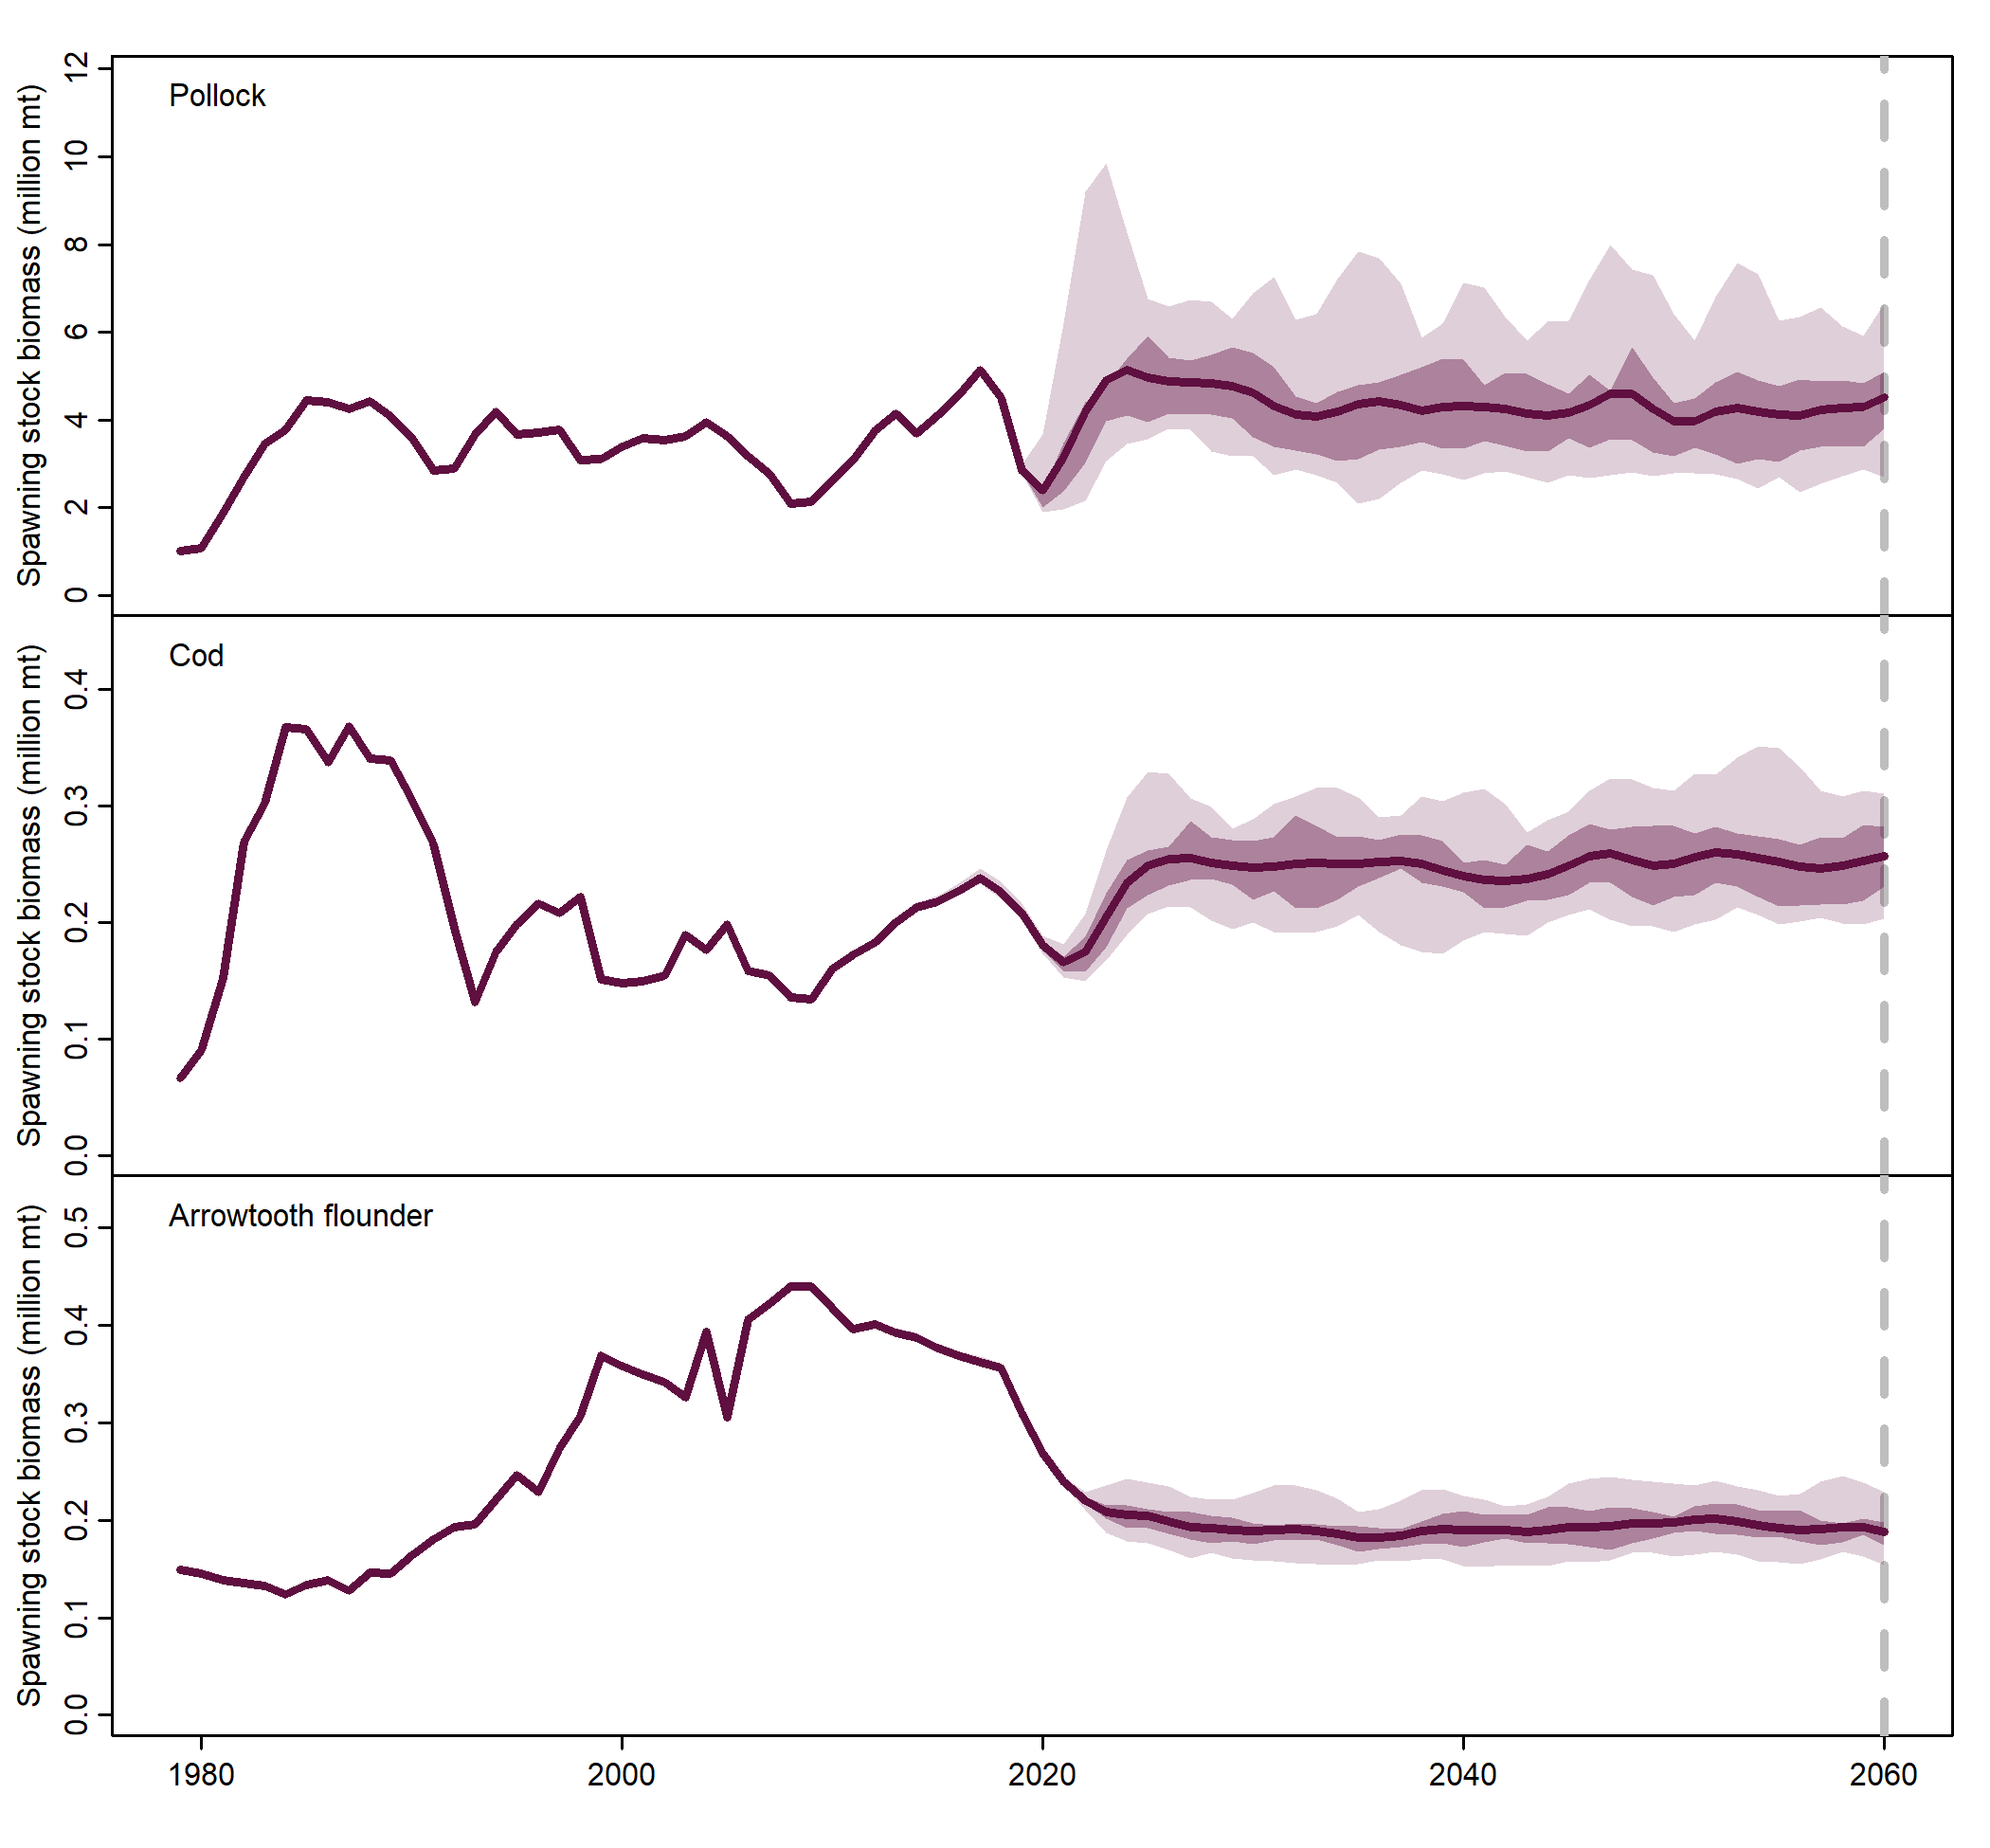 Pollock
Spawning stock biomass (million mt)
12
10
8
6
4
2
0
Cod
Spawning stock biomass (million mt)
0.4
0.3
0.2
0.1
0.0
Arrowtooth flounder
Spawning stock biomass (million mt)
0.5
0.4
0.3
0.2
0.1
0.0
1980 2000 2020 2040 2060